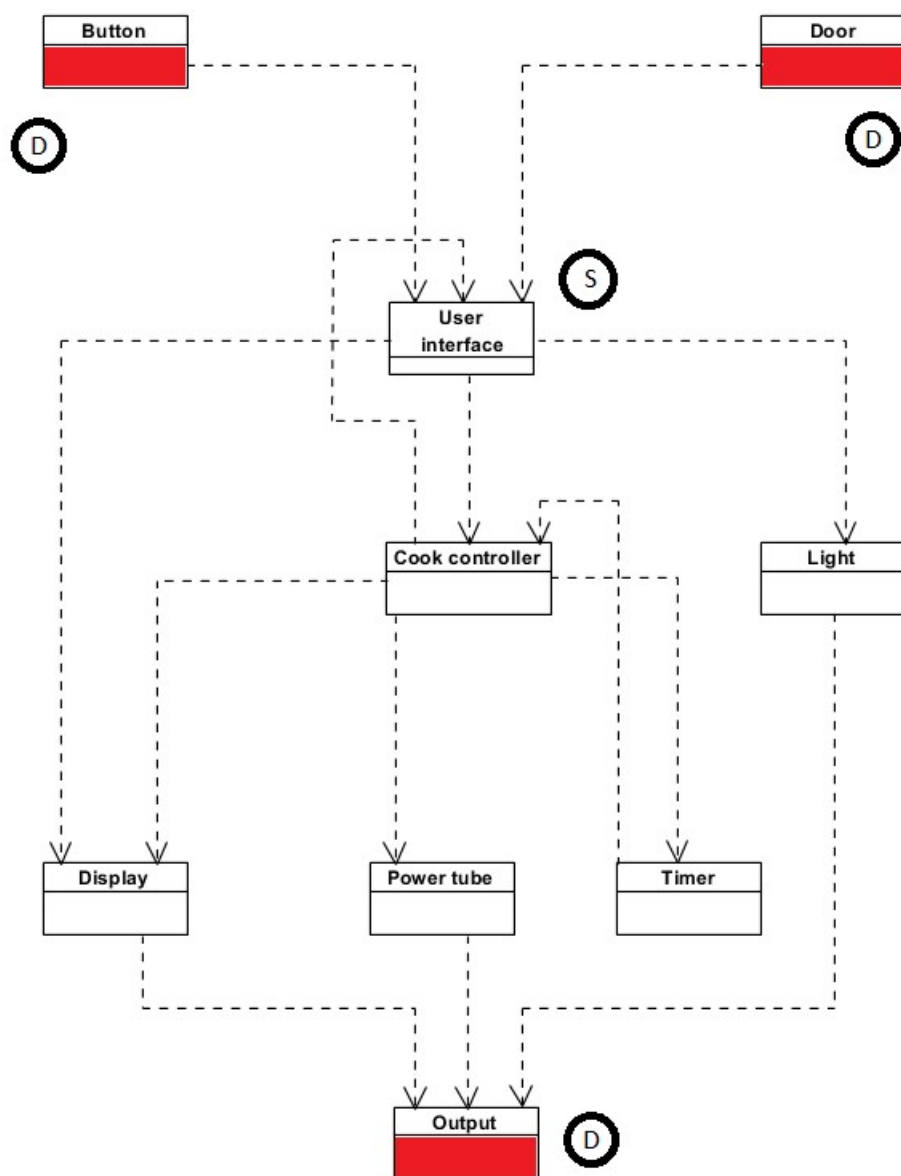 Button
Door
D
D
S
User
interface
Cook controller
Light
Display
Power tube
Timer
Output
D